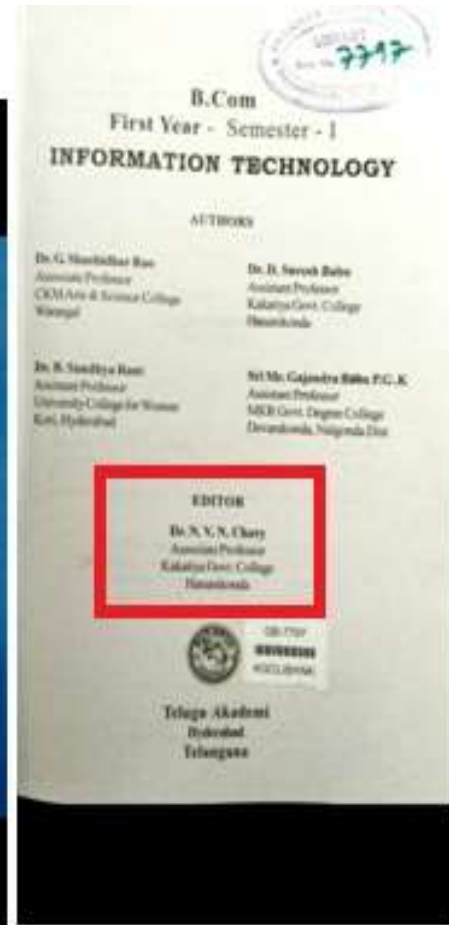 7797
B.Com
First Year - Semester - I
INFORMATION TECHNOLOGY
AUTHORS
Dr. G. Shashidhar Rao
Associate Professor
CKM Arts & Science College
Warangal
Dr. D. Suresh Babu
Assistant Professor
Kakatiya Govt. College
Hanamkonda
Dr. B. Sandhya Rani
Assistant Professor
University College for Women
Koti, Hyderabad
Sri Mr. Gajendra Babu P.G.K
Assistant Professor
MKR Govt. Degree College
Devarakonda, Nalgonda Dist
EDITOR
Dr. N. V. N. Chary
Associate Professor
Kakatiya Govt. College
Hanamkonda
Telugu Akademi
Hyderabad
Telangana